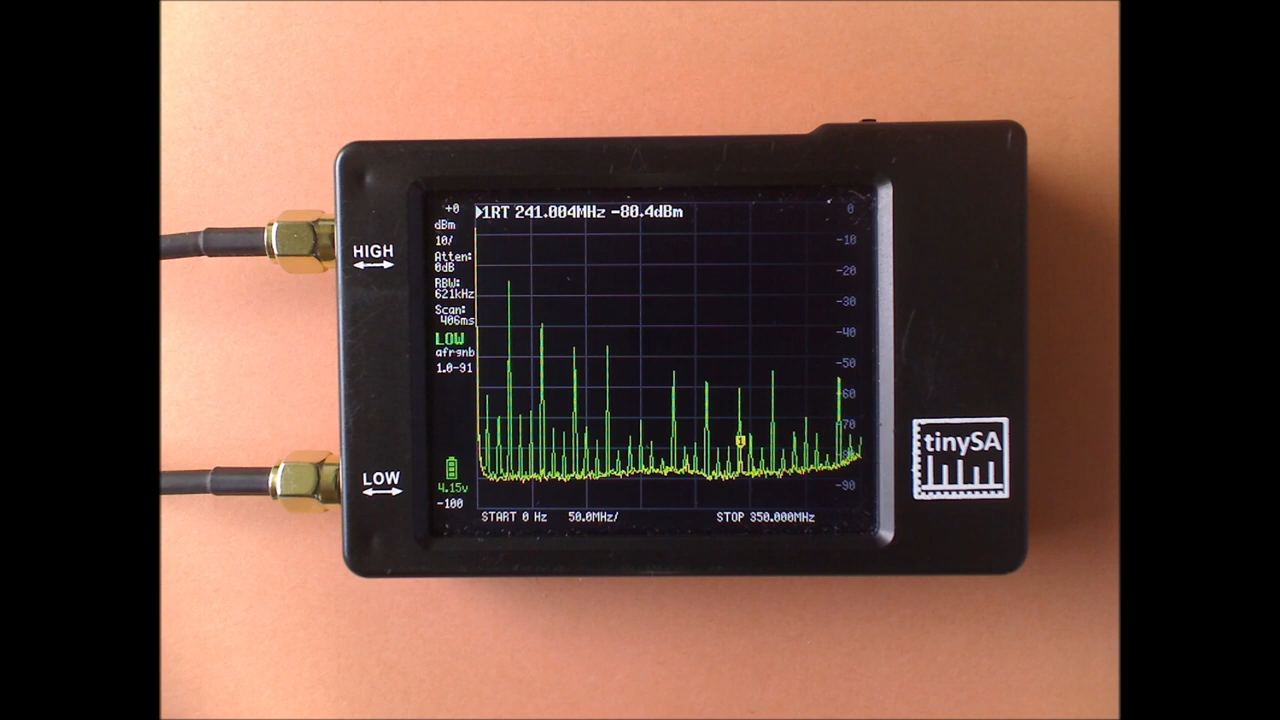 +0
▶1RT 241.004MHz -80.4dBm
dBm
10/
Atten:
0dB
RBW:
621kHz
Scan:
406ms
LOW
afrgnb
1.0-91
4.15v
-100
0
-10
-20
-30
-40
-50
-60
-70
-90
1
START 0 Hz 50.0MHz/ STOP 350.000MHz
HIGH
LOW
tinySA